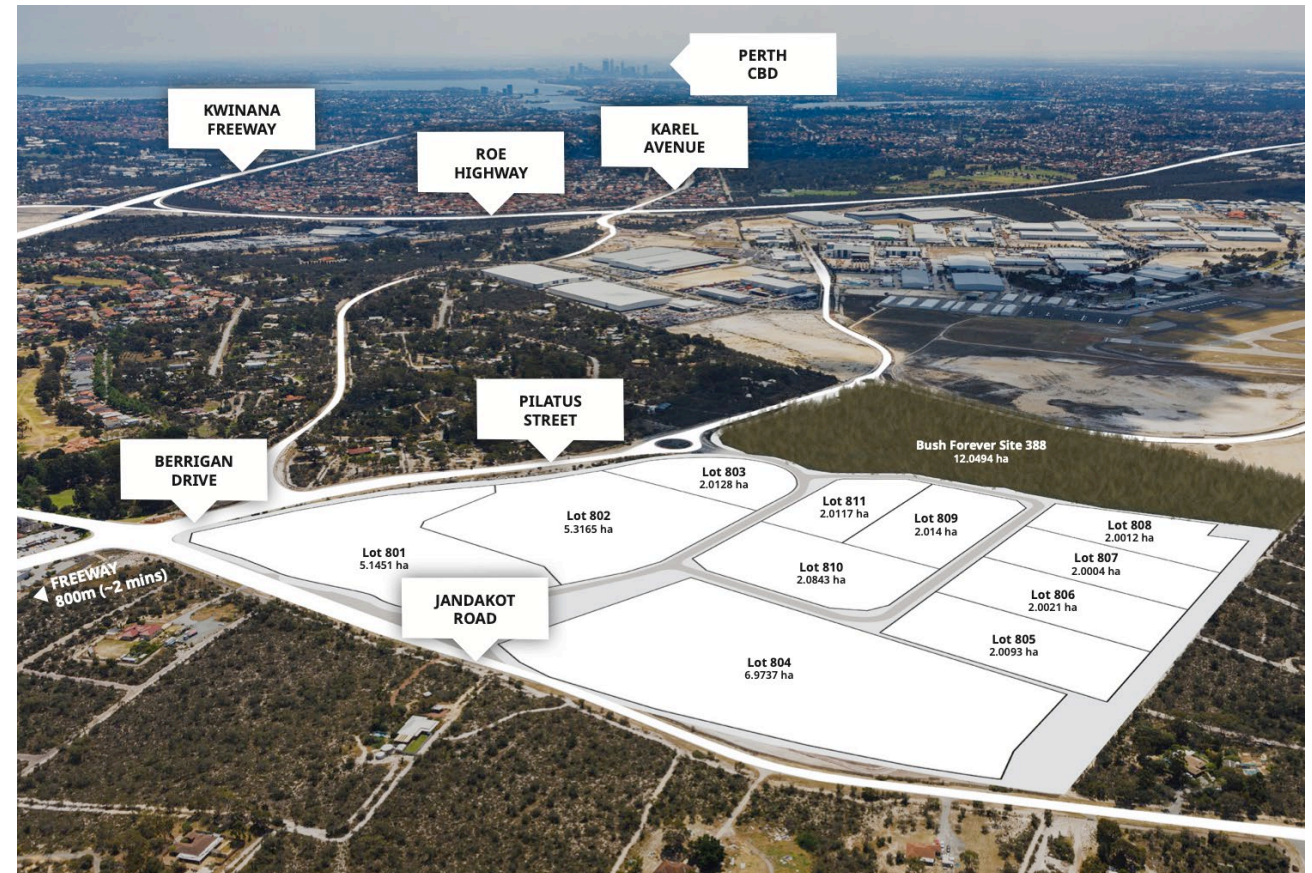 PERTH
CBD
KWINANA
FREEWAY
KAREL
AVENUE
ROE
HIGHWAY
PILATUS
STREET
BERRIGAN
DRIVE
Bush Forever Site 388
12.0494 ha
Lot 803
2.0128 ha
Lot 802
5.3165 ha
Lot 811
2.0117 ha
Lot 809
2.014 ha
Lot 808
2.0012 ha
Lot 801
5.1451 ha
Lot 807
2.0004 ha
Lot 810
2.0843 ha
FREEWAY
800m (~2 mins)
Lot 806
2.0021 ha
JANDAKOT
ROAD
Lot 805
2.0093 ha
Lot 804
6.9737 ha